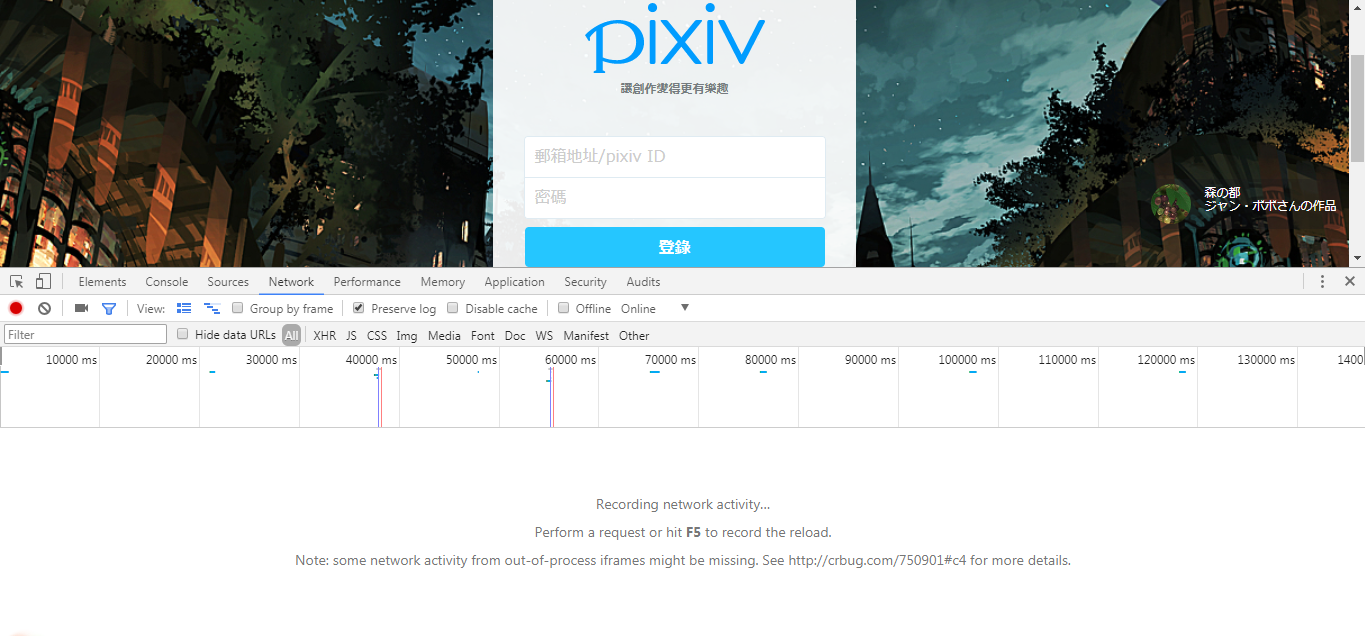 pixiv
讓創作變得更有樂趣
郵箱地址/pixiv ID
密碼
登錄
森の都
ジャン・ポポさんの作品
Elements Console Sources Network Performance Memory Application Security Audits
View: Group by frame Preserve log Disable cache Offline Online
Filter Hide data URLs All XHR JS CSS Img Media Font Doc WS Manifest Other
10000 ms 20000 ms 30000 ms 40000 ms 50000 ms 60000 ms 70000 ms 80000 ms 90000 ms 100000 ms 110000 ms 120000 ms 130000 ms 1400
Recording network activity...
Perform a request or hit F5 to record the reload.
Note: some network activity from out-of-process iframes might be missing. See http://crbug.com/750901#c4 for more details.